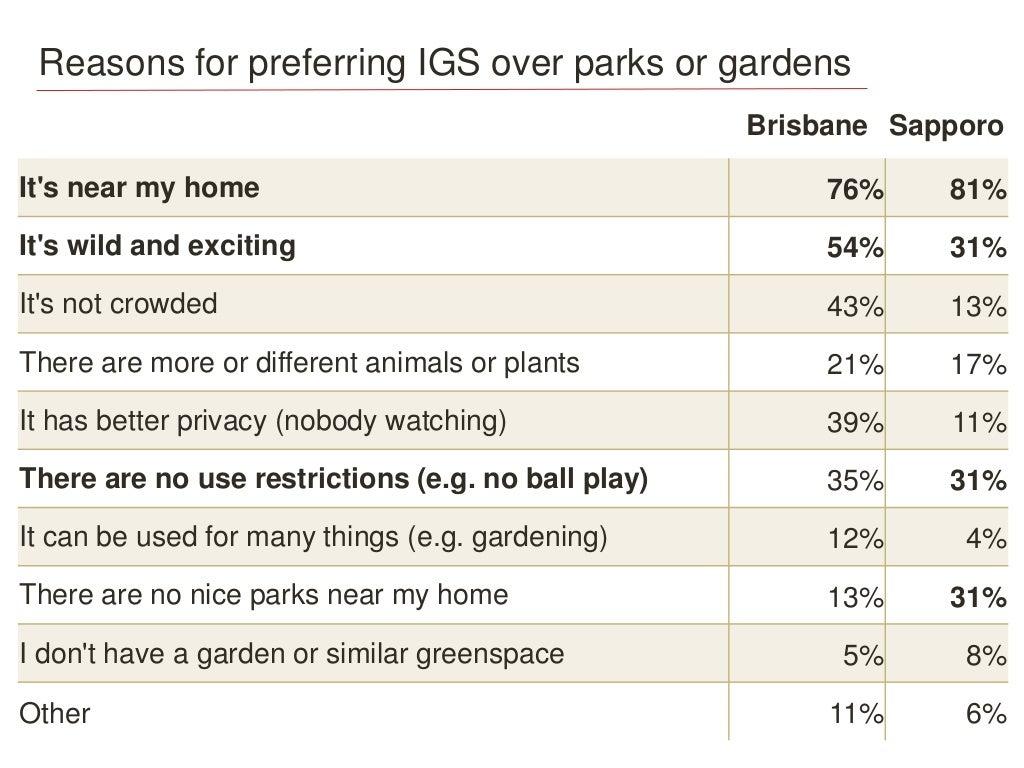 Reasons for preferring IGS over parks or gardens
Brisbane Sapporo
It's near my home 76% 81%
It's wild and exciting 54% 31%
It's not crowded 43% 13%
There are more or different animals or plants 21% 17%
It has better privacy (nobody watching) 39% 11%
There are no use restrictions (e.g. no ball play) 35% 31%
It can be used for many things (e.g. gardening) 12% 4%
There are no nice parks near my home 13% 31%
I don't have a garden or similar greenspace 5% 8%
Other 11% 6%